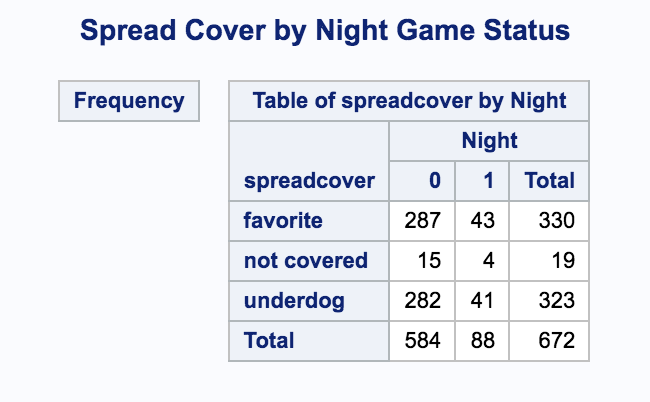 Spread Cover by Night Game Status
Frequency
Table of spreadcover by Night
Night
spreadcover 0 1 Total
favorite 287 43 330
not covered 15 4 19
underdog 282 41 323
Total 584 88 672